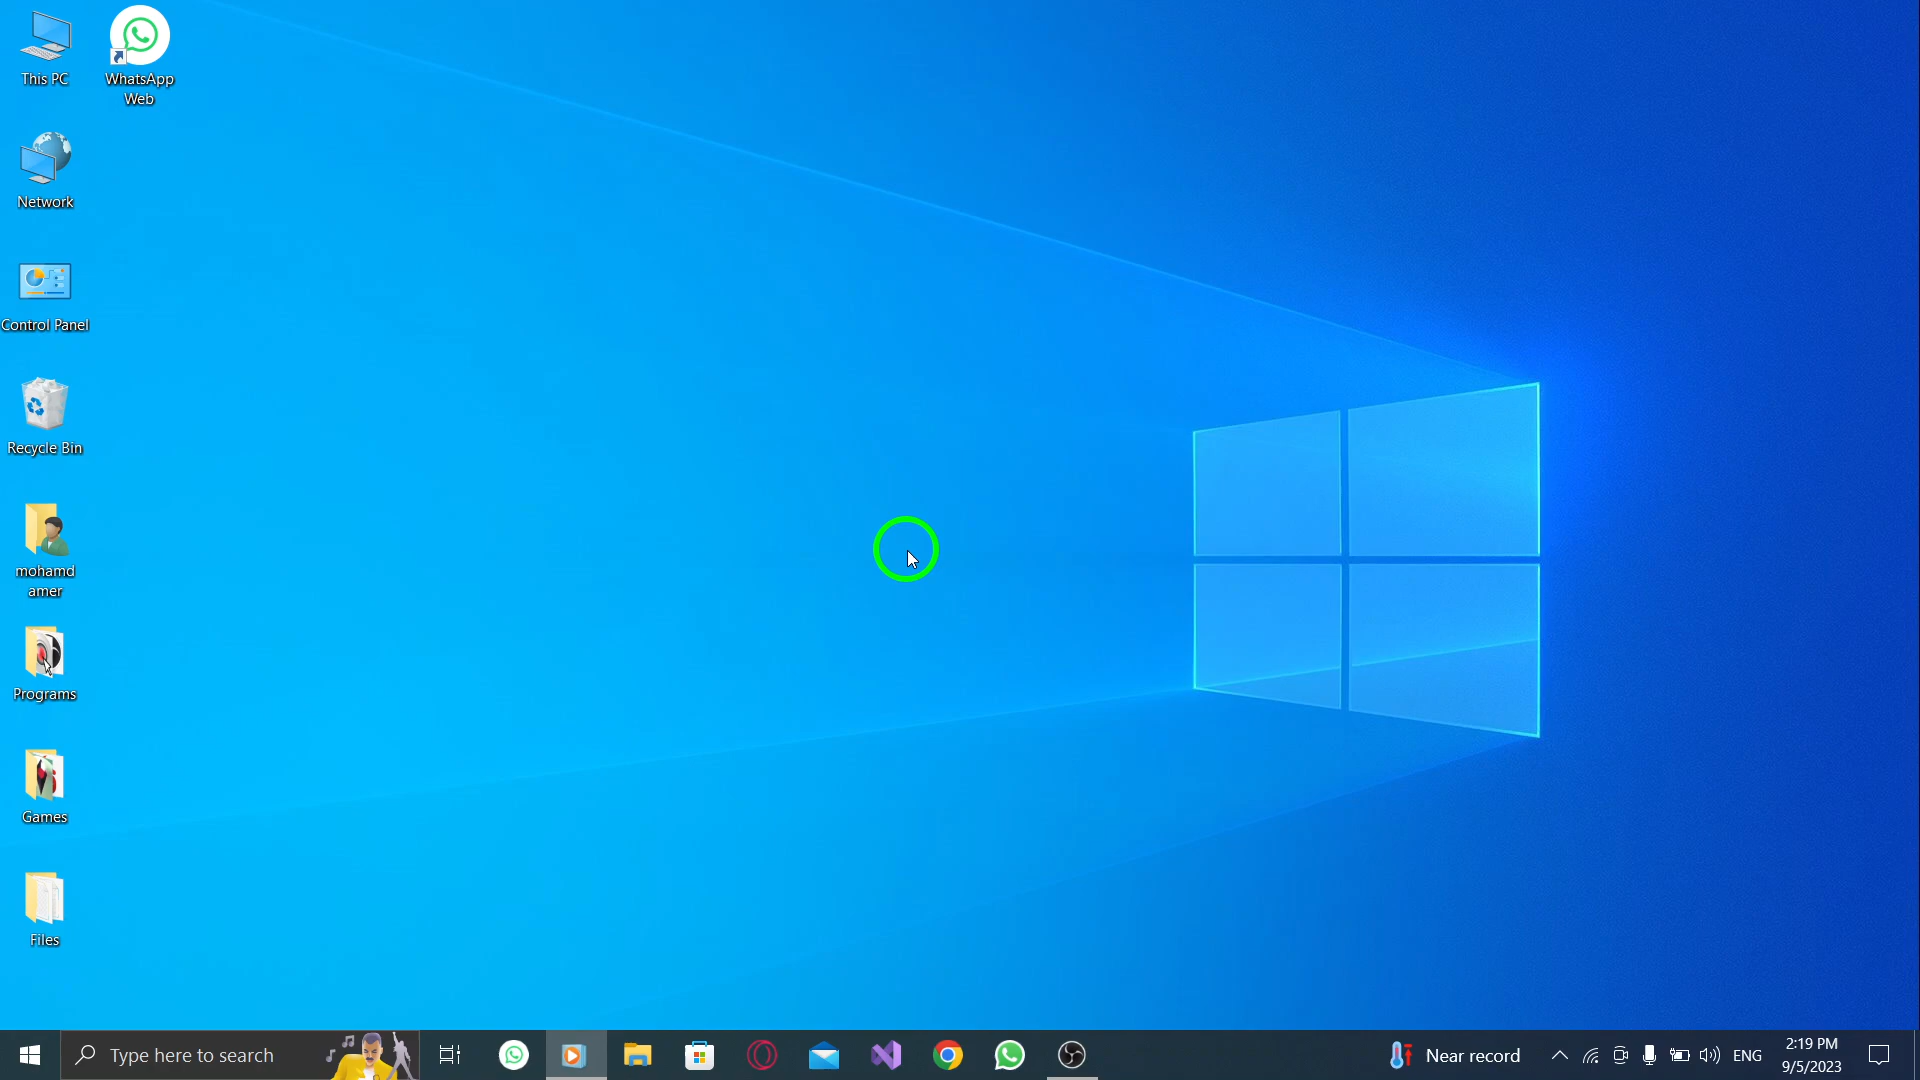 This PC
WhatsApp
Web
Network
Control Panel
Recycle Bin
mohamd
amer
Programs
Games
Files
Type here to search
Near record
ENG
2:19 PM
9/5/2023